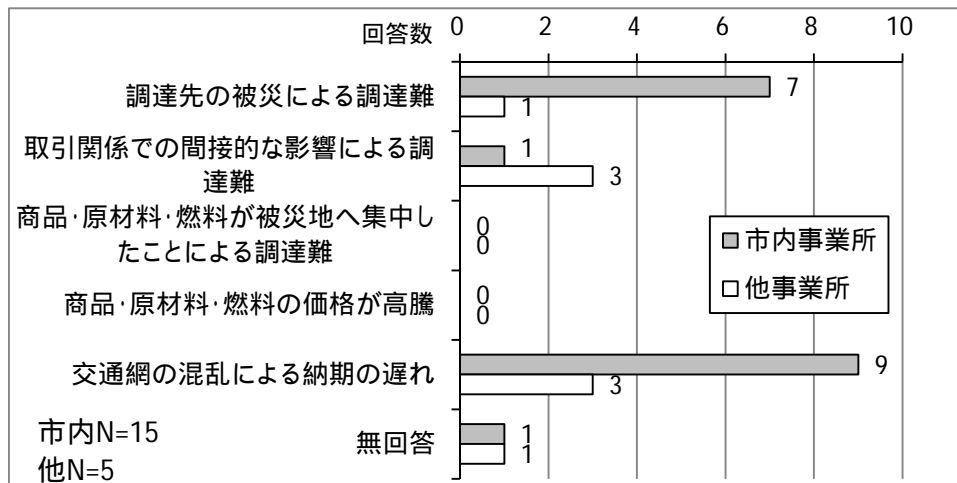 回答数
0 2 4 6 8 10
調達先の被災による調達難
7
1
取引関係での間接的な影響による調
達難
1
3
商品・原材料・燃料が被災地へ集中し
たことによる調達難
0
0
商品・原材料・燃料の価格が高騰
0
0
交通網の混乱による納期の遅れ
9
3
無回答
1
1
市内事業所
他事業所
市内N=15
他N=5